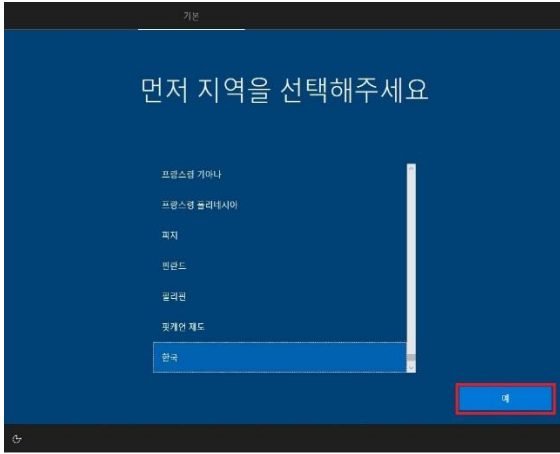 기본
먼저 지역을 선택해주세요
프랑스령 기아나
프랑스령 폴리네시아
피지
핀란드
필리핀
핏케언 제도
한국
예